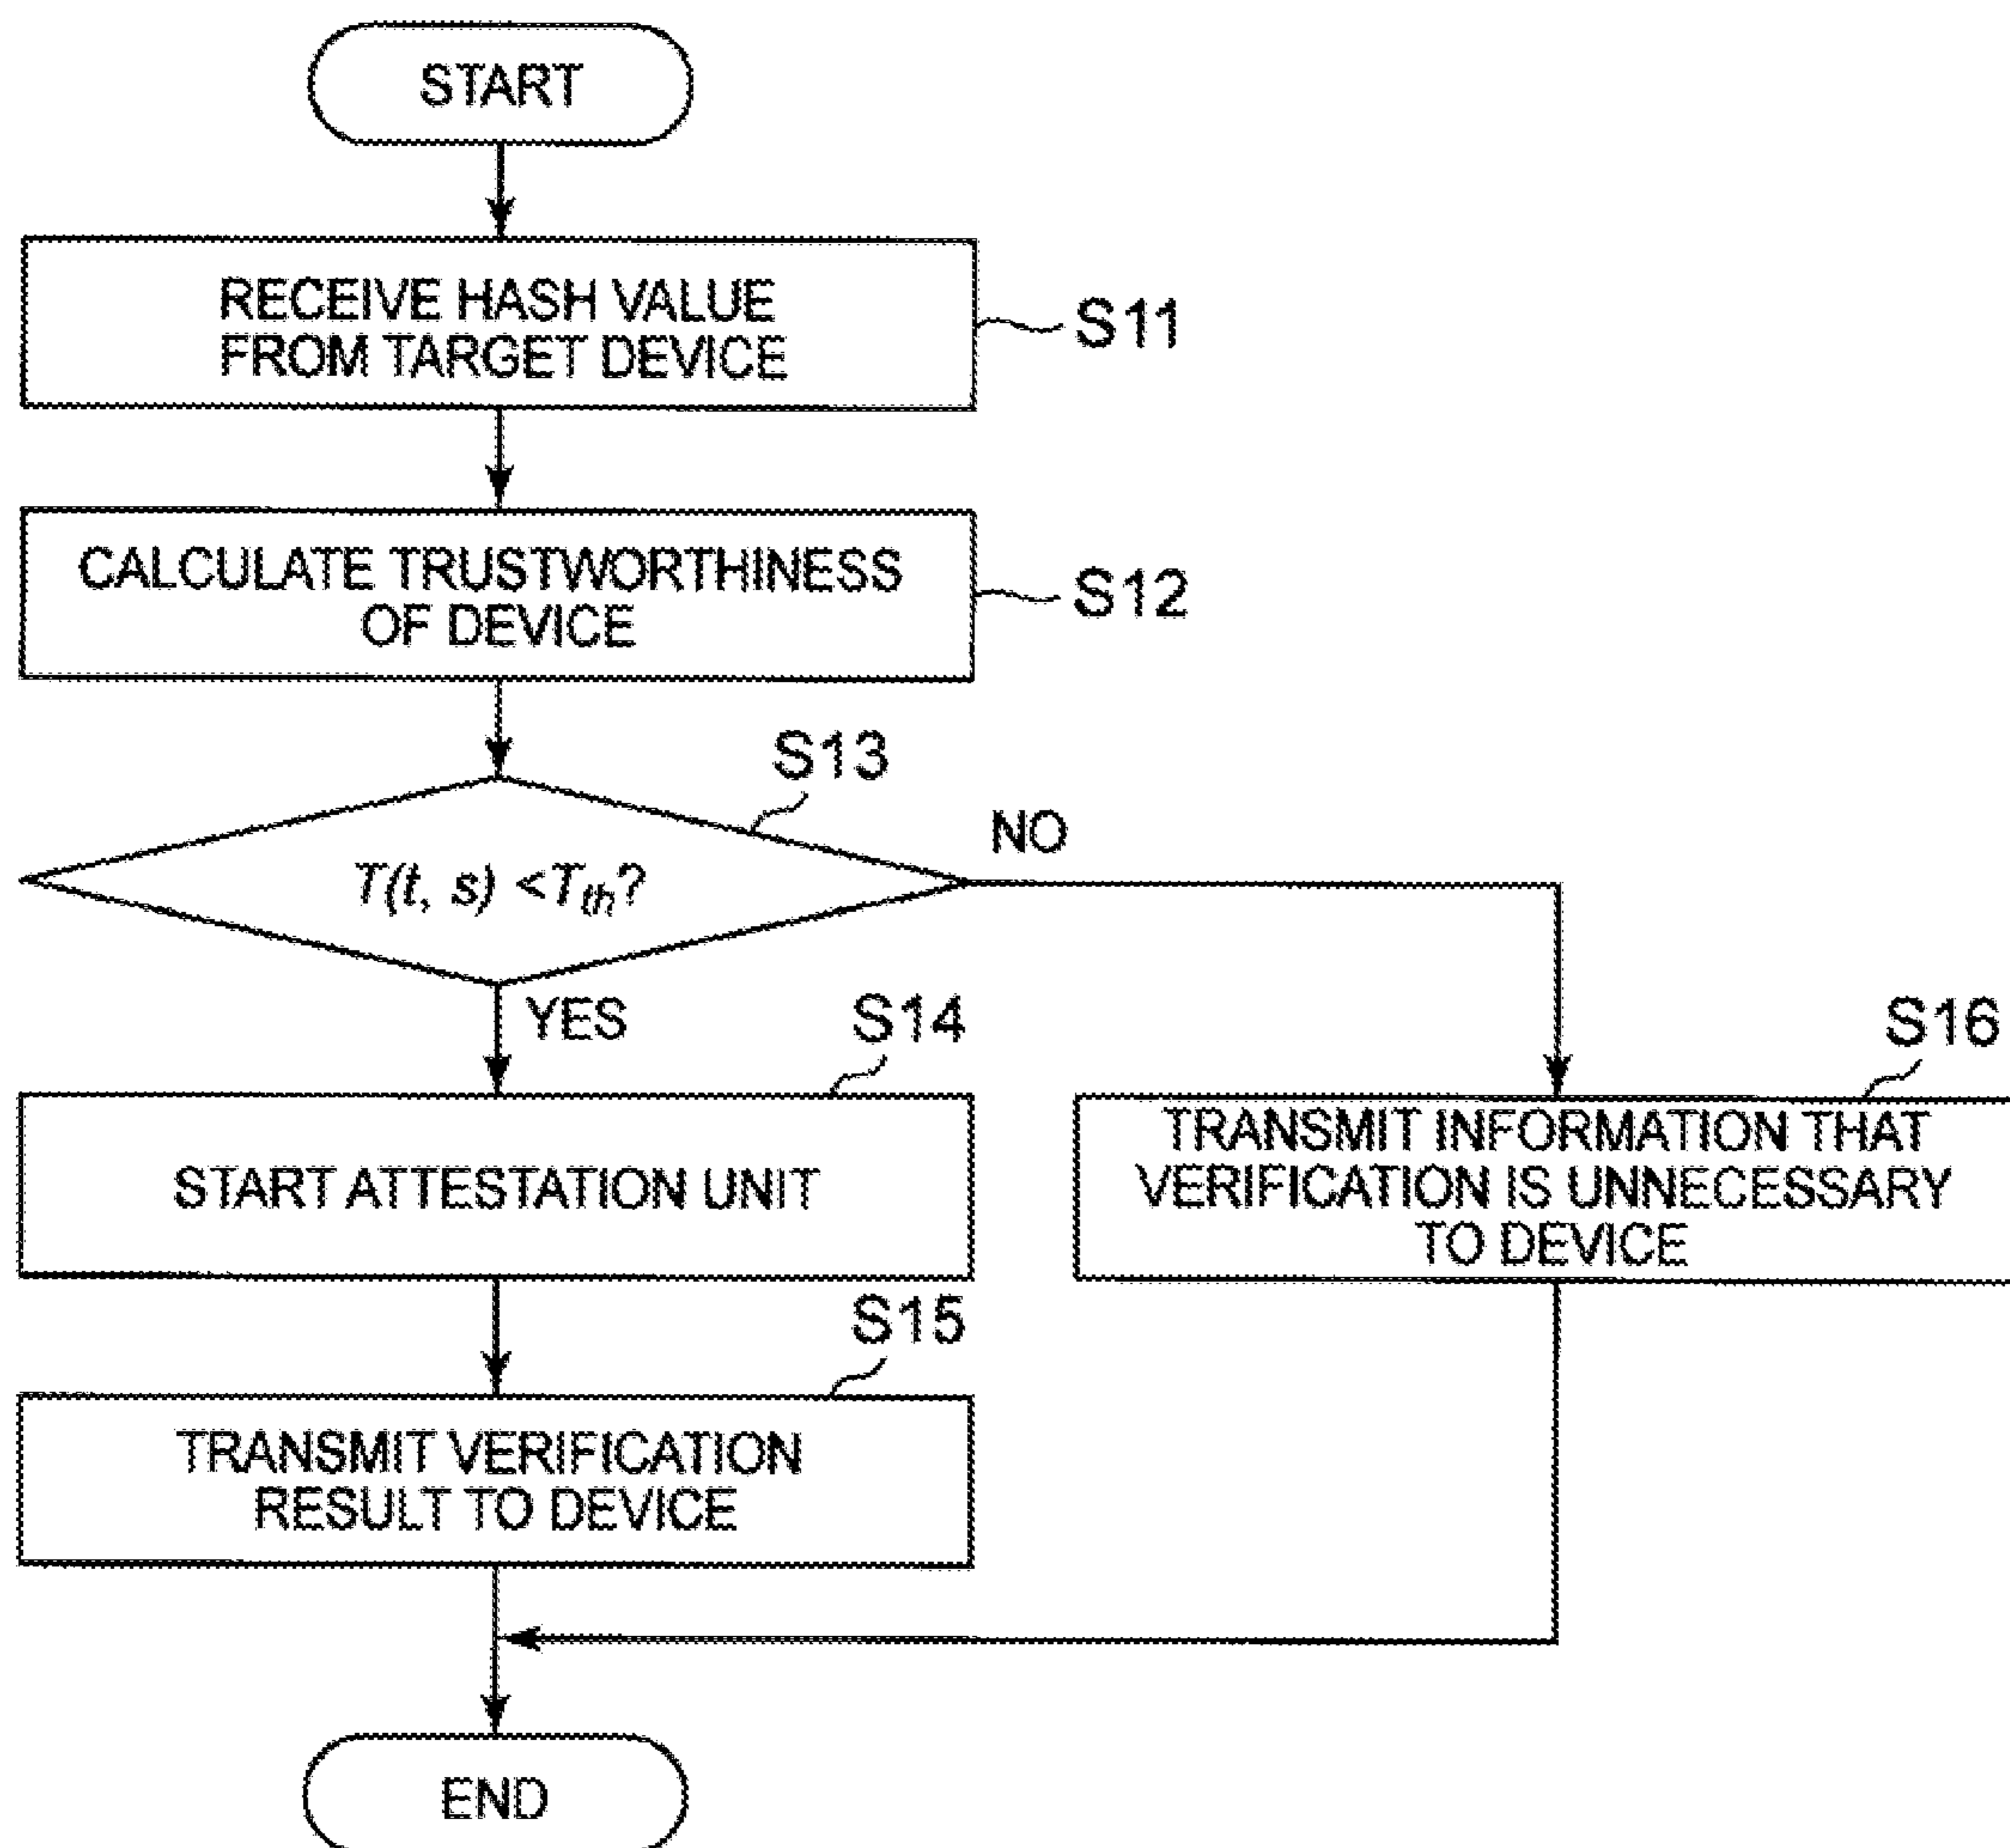 START
RECEIVE HASH VALUE
FROM TARGET DEVICE
S11
CALCULATE TRUSTWORTHINESS
OF DEVICE
S12
S13
T(t, s) <Tth?
NO
YES
S14
START ATTESTATION UNIT
S16
TRANSMIT INFORMATION THAT
VERIFICATION IS UNNECESSARY
TO DEVICE
S15
TRANSMIT VERIFICATION
RESULT TO DEVICE
END